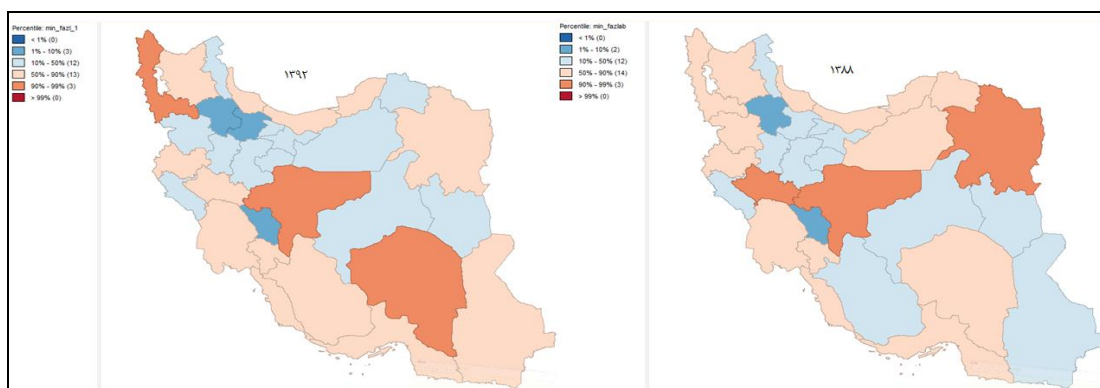 Percentile: min_fazl_1
< 1% (0)
1% - 10% (3)
10% - 50% (12)
50% - 90% (13)
90% - 99% (3)
> 99% (0)
۱۳۹۲
Percentile: min_fazlab
< 1% (0)
1% - 10% (2)
10% - 50% (12)
50% - 90% (14)
90% - 99% (3)
> 99% (0)
۱۳۸۸